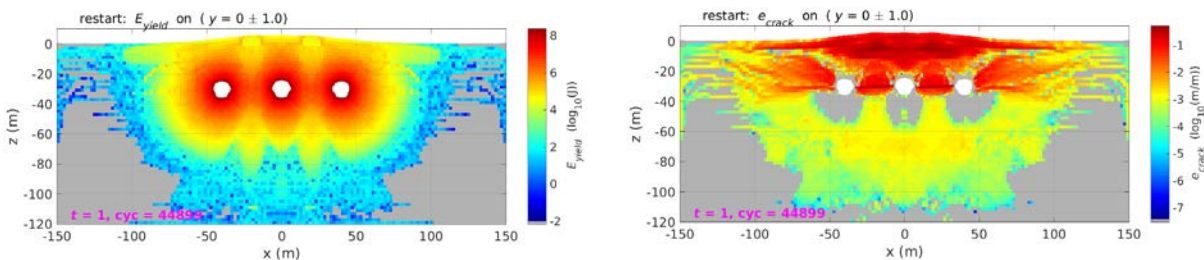 restart: E_yield on ( y = 0 ± 1.0)
z (m)
0
-20
-40
-60
-80
-100
-120
t = 1, cyc = 44899
-150 -100 -50 0 50 100 150
x (m)
8
6
4
2
0
-2
E_yield (log10(J))
restart: e_crack on ( y = 0 ± 1.0)
z (m)
0
-20
-40
-60
-80
-100
-120
t = 1, cyc = 44899
-150 -100 -50 0 50 100 150
x (m)
-1
-2
-3
-4
-5
-6
-7
e_crack (log10(m/m))